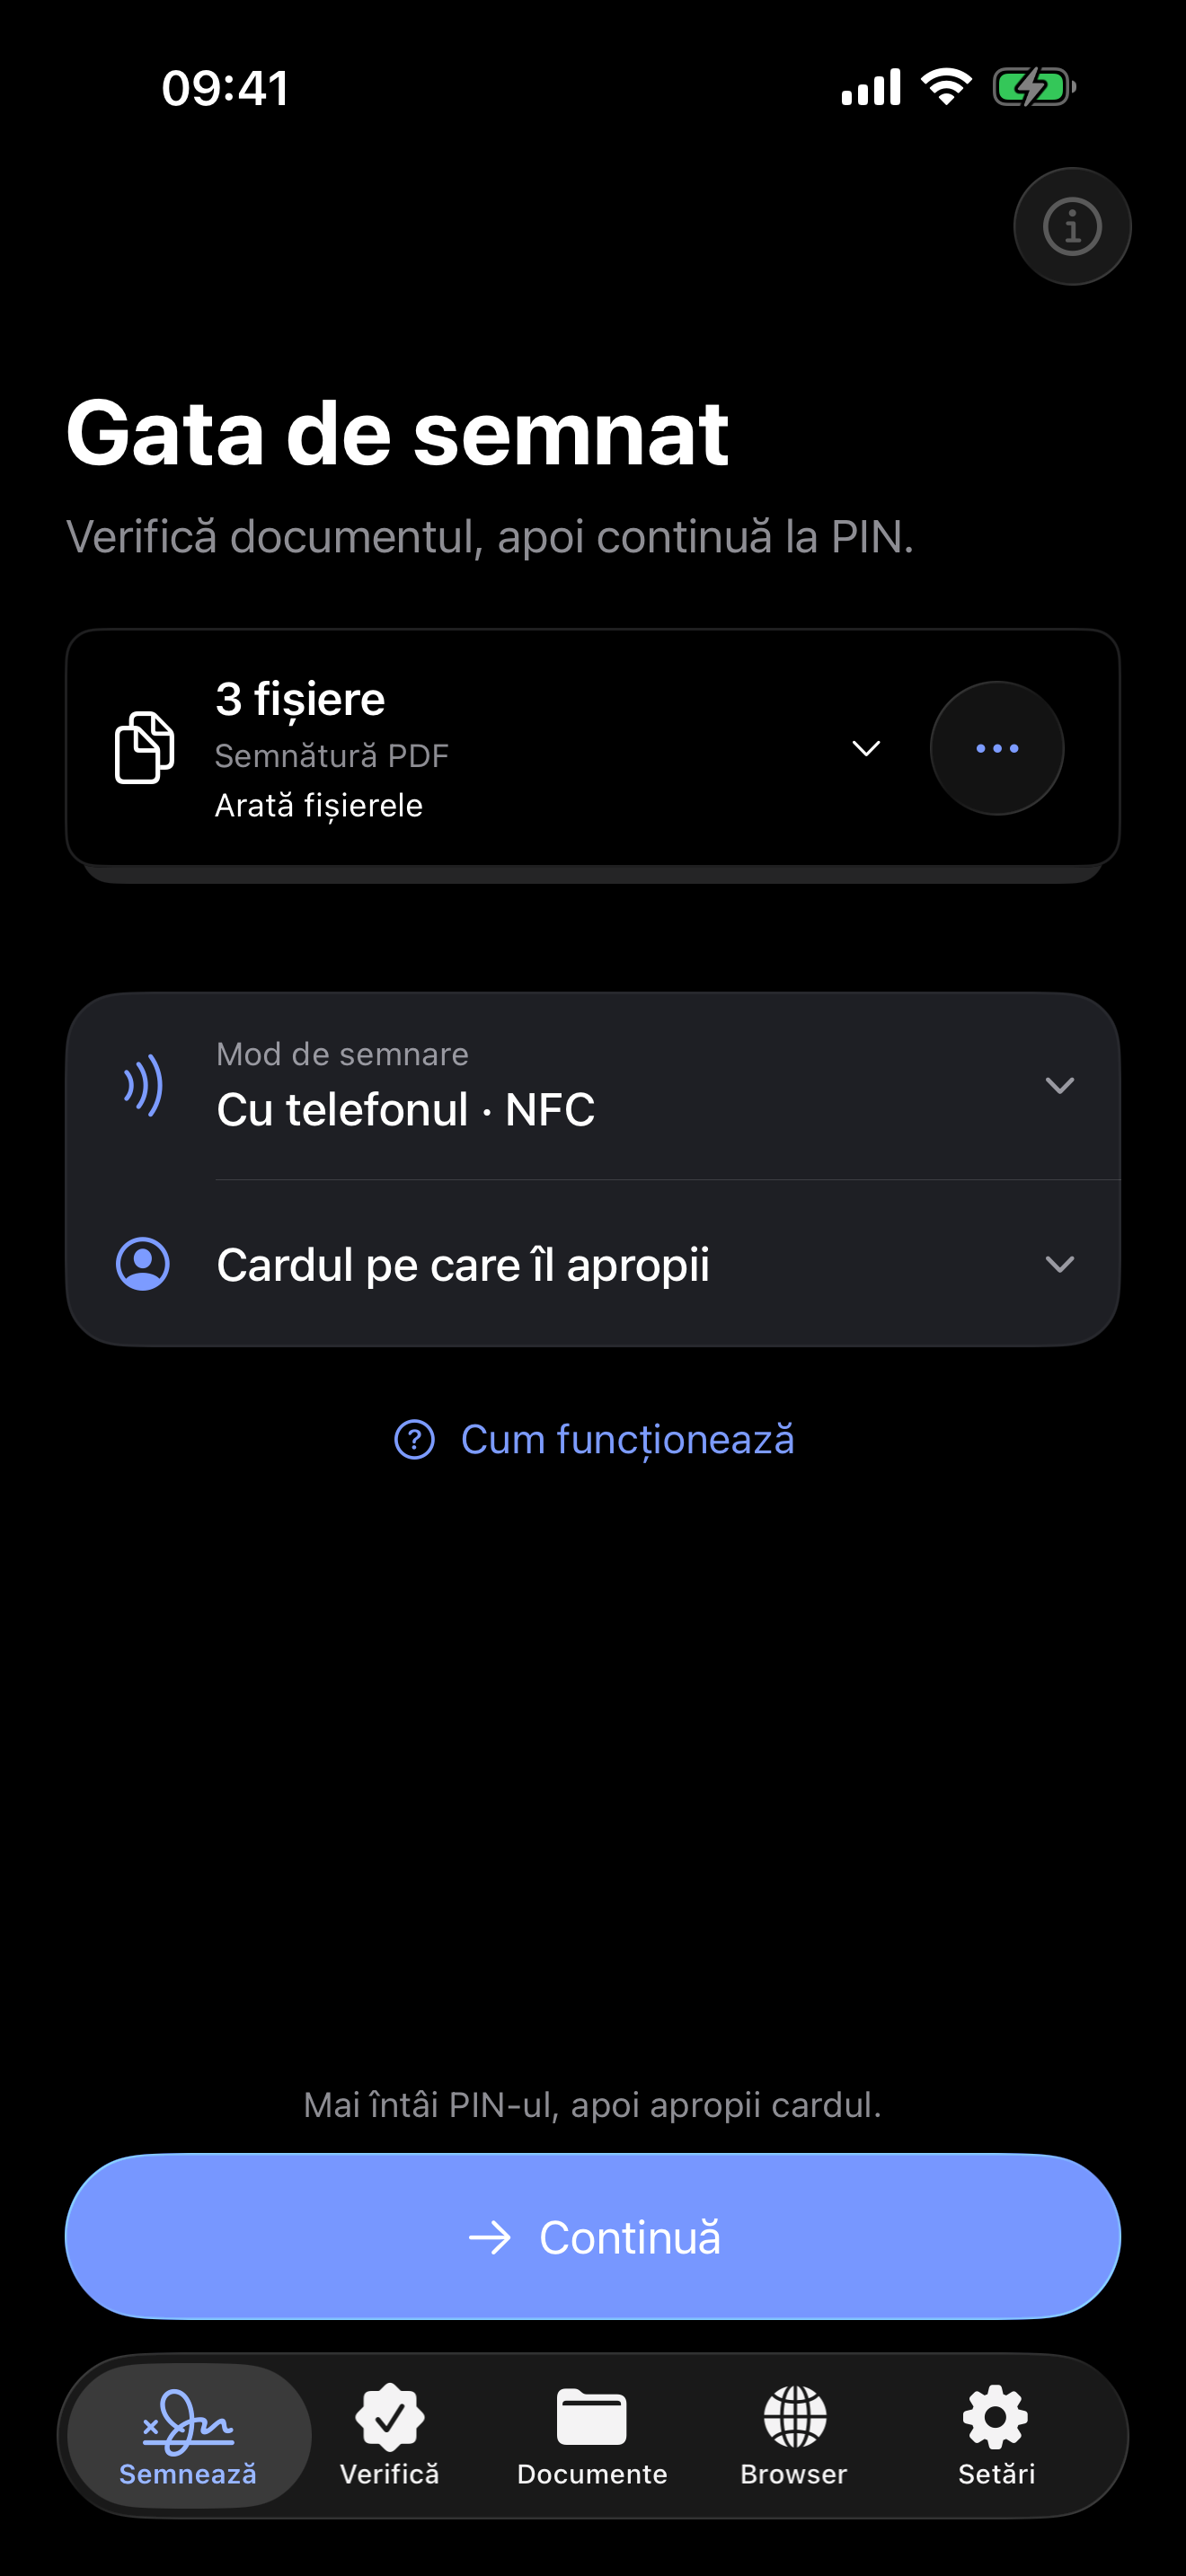 09:41
Gata de semnat
Verifică documentul, apoi continuă la PIN.
3 fișiere
Semnătură PDF
Arată fișierele
Mod de semnare
Cu telefonul · NFC
Cardul pe care îl apropii
Cum funcționează
Mai întâi PIN-ul, apoi apropii cardul.
Continuă
Semnează
Verifică
Documente
Browser
Setări